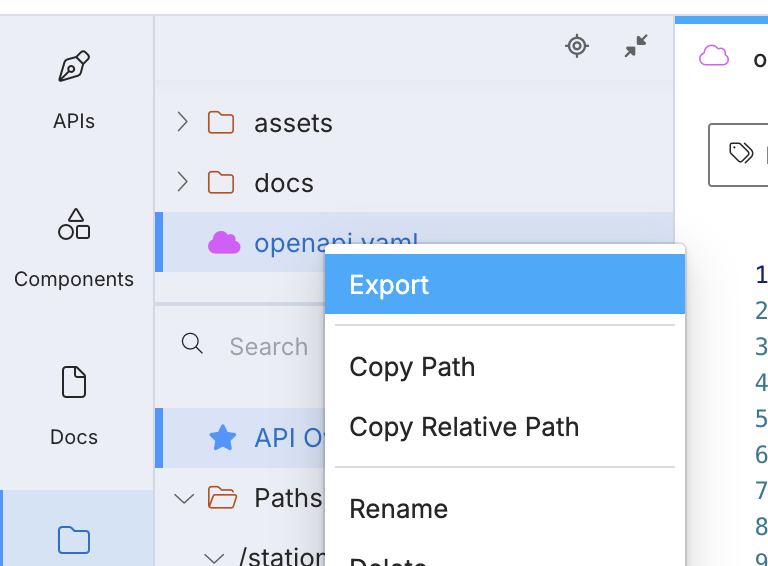 APIs
Components
Docs
assets
docs
openapi.yaml
Search
API
Paths
Export
Copy Path
Copy Relative Path
Rename
Delete
1
2
3
4
5
6
7
8
9